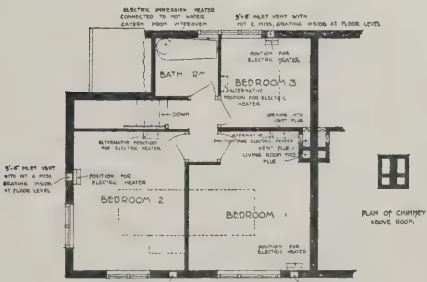 ELECTRIC IMMERSION HEATER
CONNECTED TO HOT WATER
CISTERN FROM
9"×6" INLET VENT WITH
HIT & MISS, GRATING INSIDE AT FLOOR LEVEL
POSITION FOR
ELECTRIC HEATER
BATH RM
BEDROOM 3
ALTERNATIVE
POSITION FOR ELECTRIC
HEATER
DOWN
OPENING INTO
VENT FLUE
ALTERNATIVE POSITION
FOR ELECTRIC HEATER
ALTERNATIVE
POSITION FOR ELECTRIC HEATER
VENT FLUE
LIVING ROOM FIRE
FLUE
9"×6" INLET VENT
WITH HIT & MISS
GRATING INSIDE
AT FLOOR LEVEL
POSITION FOR
ELECTRIC HEATER
BEDROOM 2
BEDROOM 1
PLAN OF CHIMNEY
ABOVE ROOF.
POSITION FOR
ELECTRIC HEATER